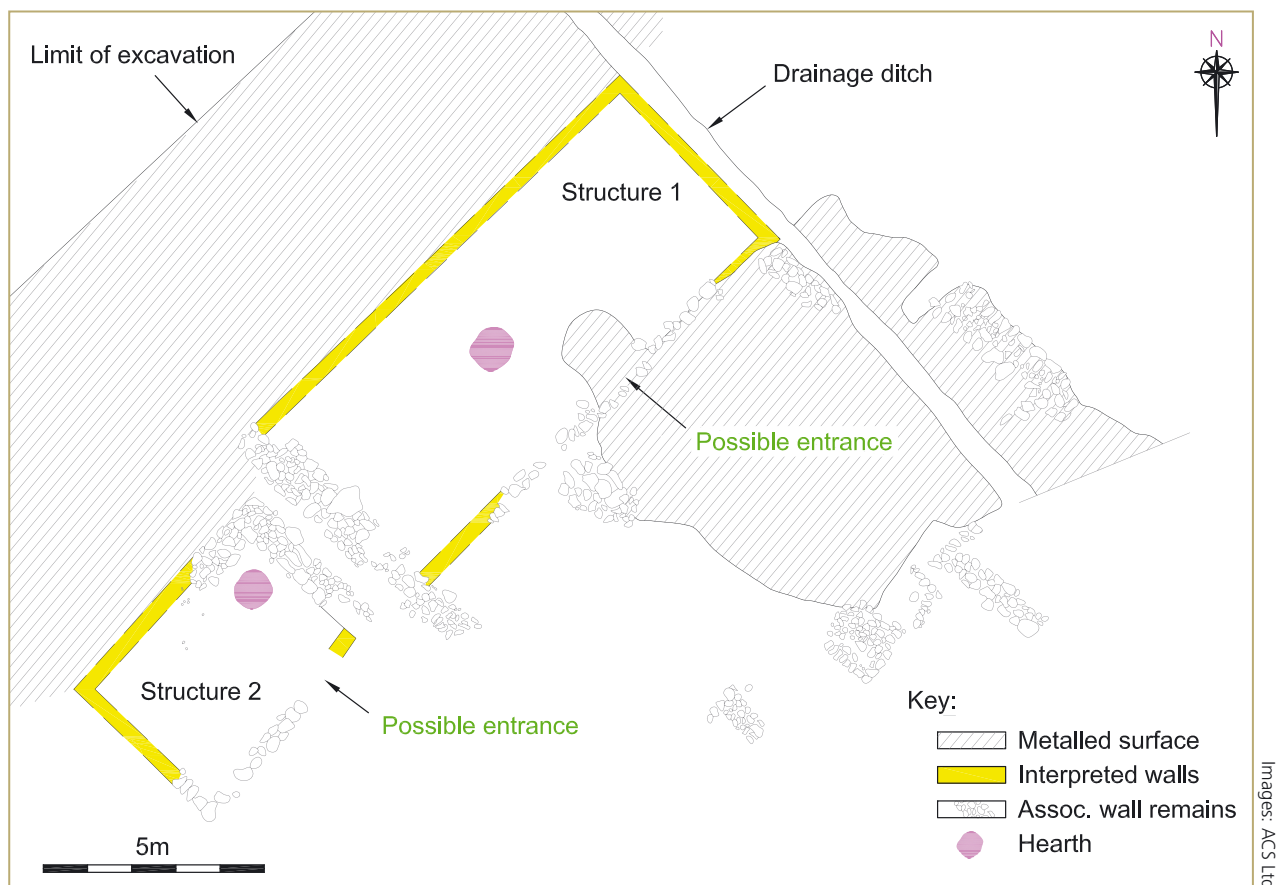 N
Limit of excavation
Drainage ditch
Structure 1
Possible entrance
Structure 2
Possible entrance
Key:
Metalled surface
Interpreted walls
Assoc. wall remains
Hearth
5m
Images: ACS Ltd